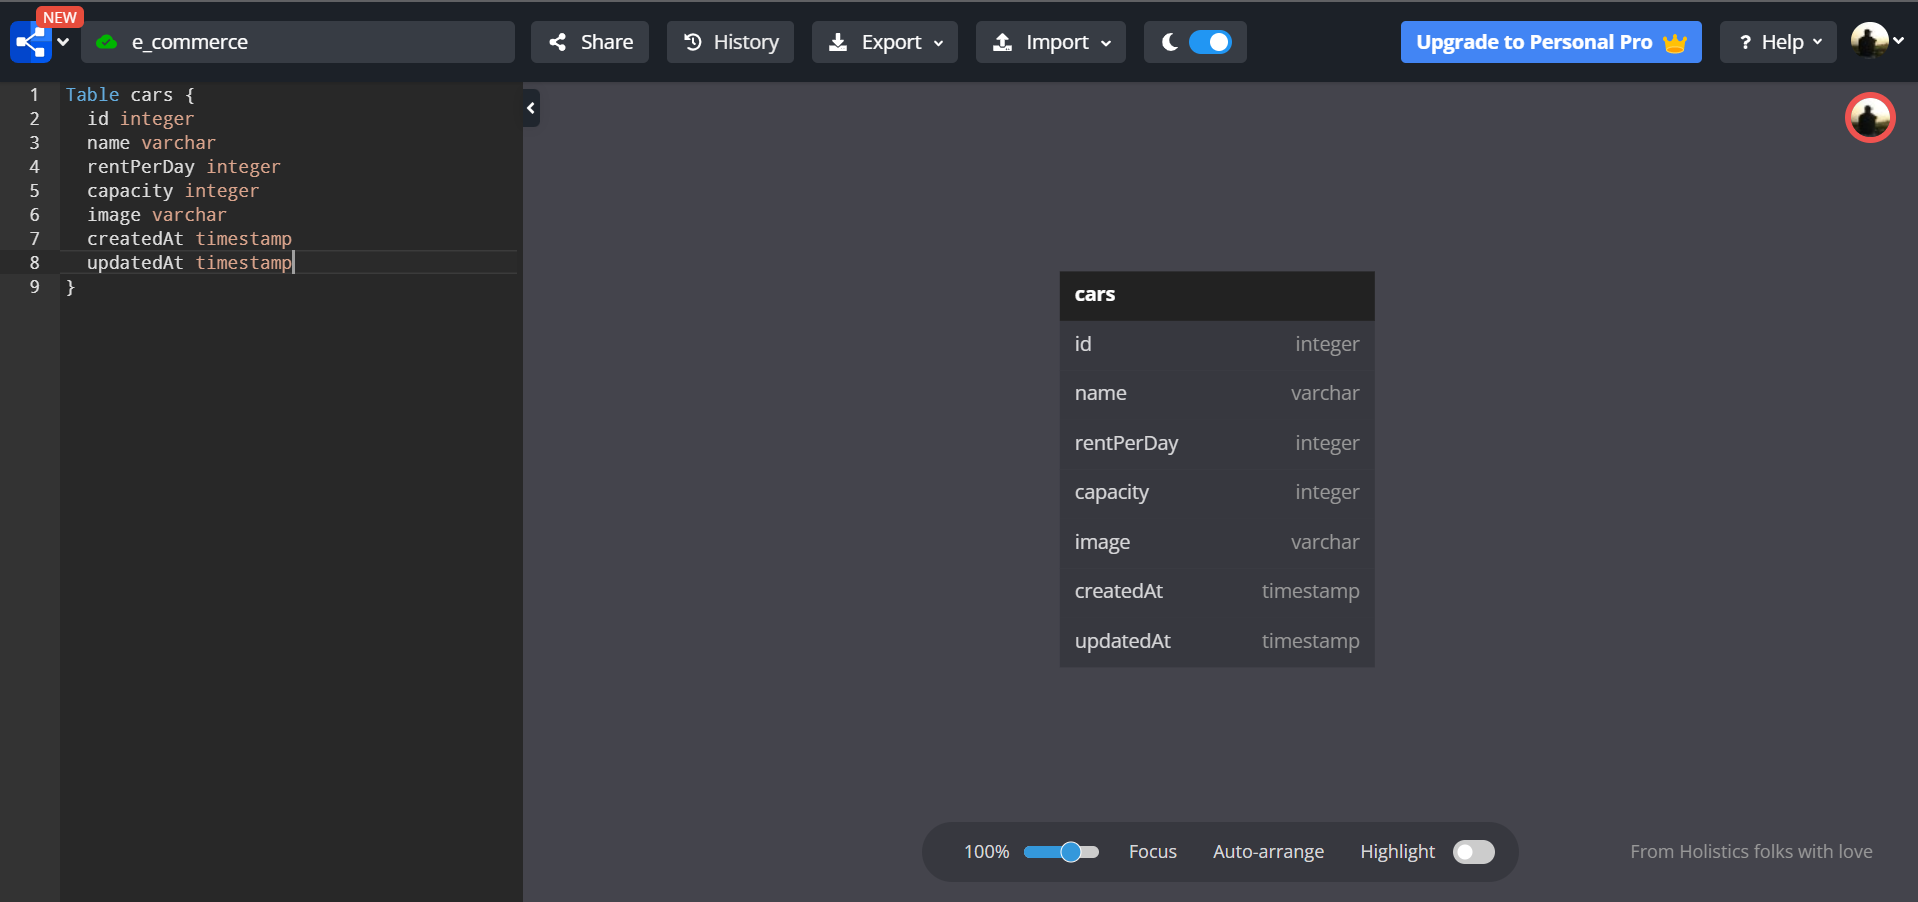 NEW
e_commerce
Share
History
Export
Import
Upgrade to Personal Pro
? Help
1 Table cars {
2 id integer
3 name varchar
4 rentPerDay integer
5 capacity integer
6 image varchar
7 createdAt timestamp
8 updatedAt timestamp
9 }
cars
id integer
name varchar
rentPerDay integer
capacity integer
image varchar
createdAt timestamp
updatedAt timestamp
100% Focus Auto-arrange Highlight
From Holistics folks with love